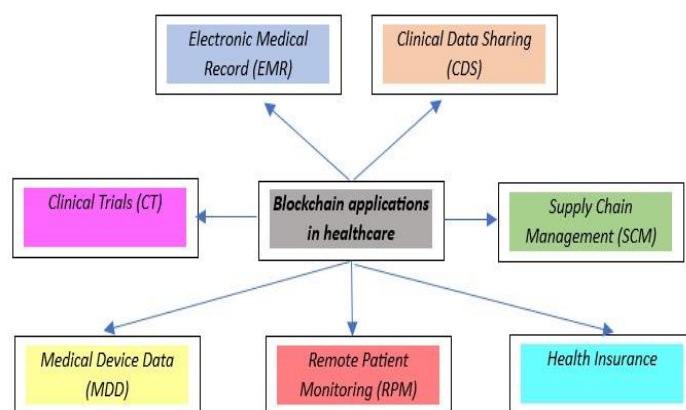 Electronic Medical
Record (EMR)
Clinical Data Sharing
(CDS)
Clinical Trials (CT)
Blockchain applications
in healthcare
Supply Chain
Management (SCM)
Medical Device Data
(MDD)
Remote Patient
Monitoring (RPM)
Health Insurance